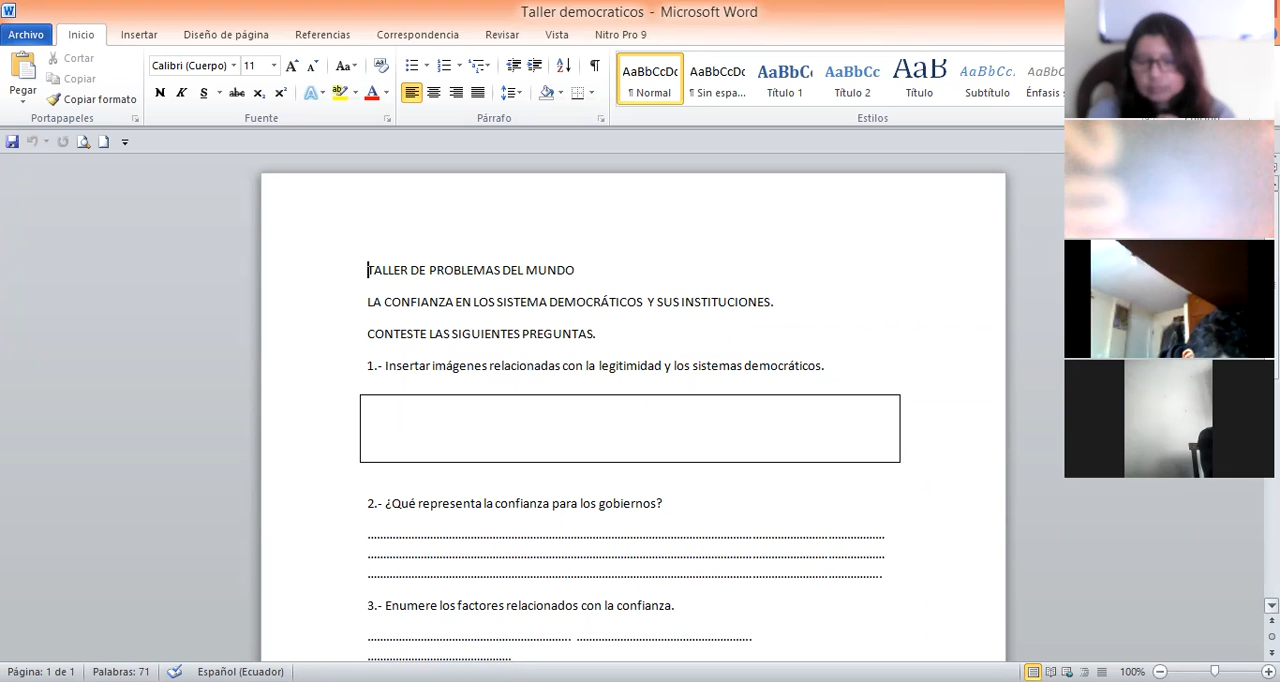 Taller democraticos - Microsoft Word
Archivo Inicio Insertar Diseño de página Referencias Correspondencia Revisar Vista Nitro Pro 9
Pegar
Cortar
Copiar
Copiar formato
Portapapeles
Calibri (Cuerpo) 11
N K S abc x₂ x²
Fuente
Párrafo
AaBbCcDc AaBbCcDc AaBbC AaBbCc AaB AaBbCc. AaBbC
¶ Normal ¶ Sin espa... Título 1 Título 2 Título Subtítulo Énfasis
Estilos
TALLER DE PROBLEMAS DEL MUNDO
LA CONFIANZA EN LOS SISTEMA DEMOCRÁTICOS Y SUS INSTITUCIONES.
CONTESTE LAS SIGUIENTES PREGUNTAS.
1.- Insertar imágenes relacionadas con la legitimidad y los sistemas democráticos.
2.- ¿Qué representa la confianza para los gobiernos?
3.- Enumere los factores relacionados con la confianza.
Página: 1 de 1 Palabras: 71 Español (Ecuador) 100%